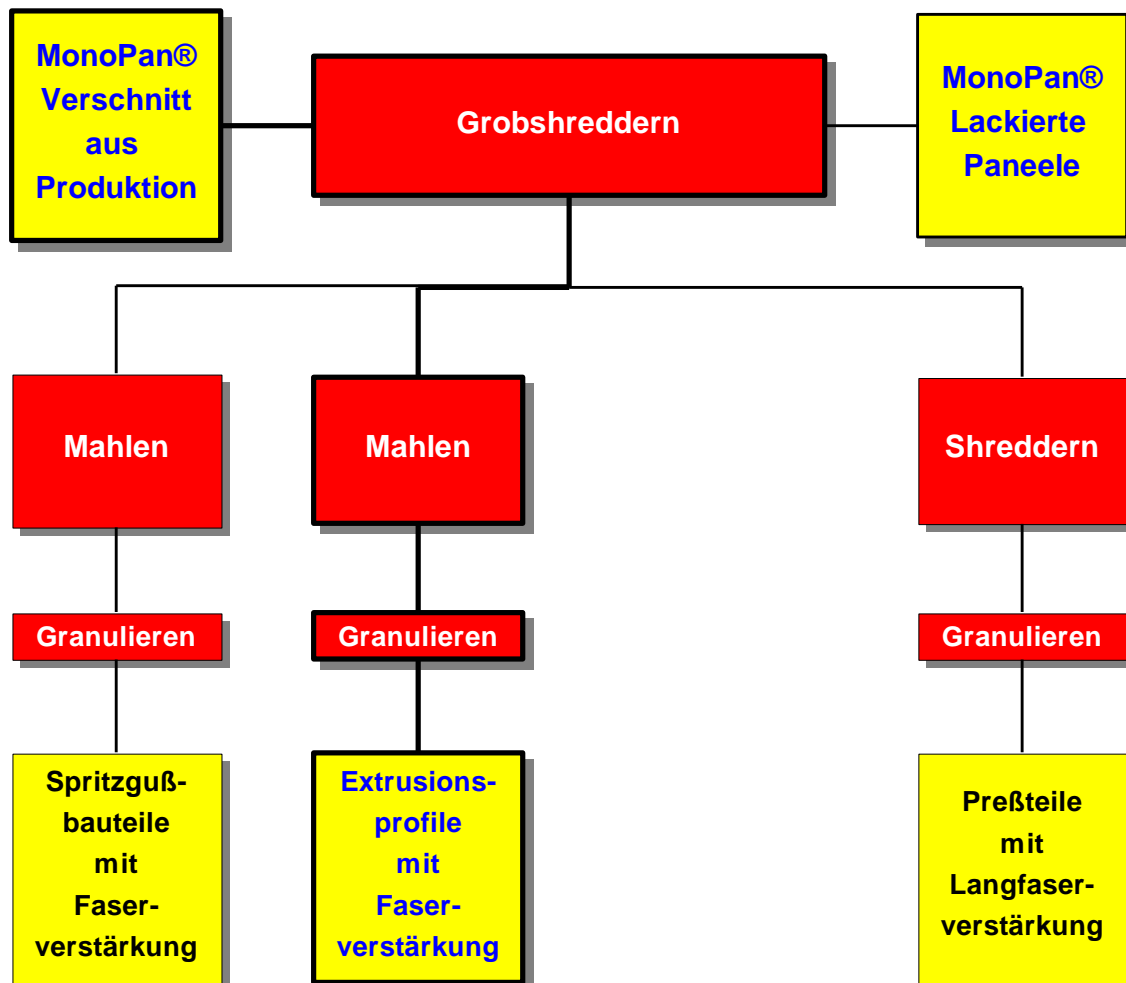 MonoPan®
Verschnitt
aus
Produktion
Grobshreddern
MonoPan®
Lackierte
Paneele
Mahlen
Mahlen
Shreddern
Granulieren
Granulieren
Granulieren
Spritzguß-
bauteile
mit
Faser-
verstärkung
Extrusions-
profile
mit
Faser-
verstärkung
Preßteile
mit
Langfaser-
verstärkung